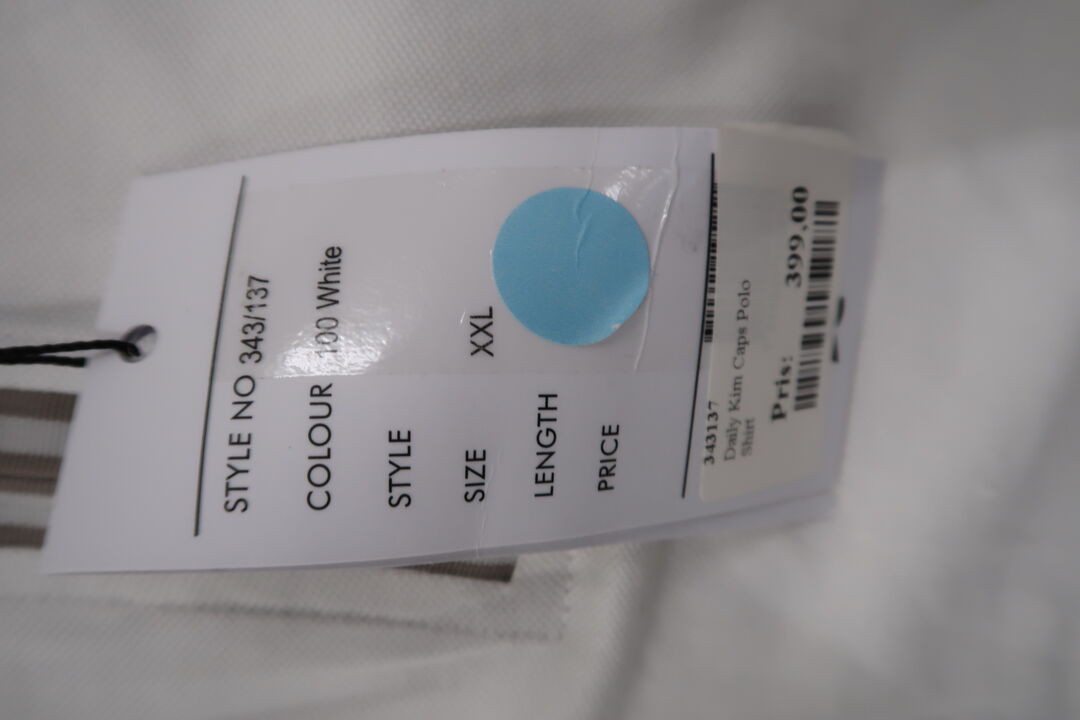 STYLE NO 343/137
COLOUR 100 White
STYLE
SIZE XXL
LENGTH
PRICE
343137
Daily Kim Caps Polo
Shirt
Pris: 399,00